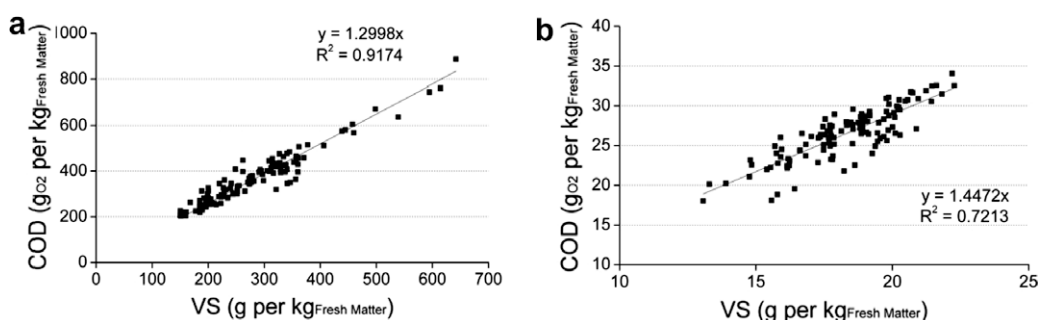 a
y = 1.2998x
R² = 0.9174
1000
800
600
400
200
0
COD (gO2 per kgFresh Matter)
0 100 200 300 400 500 600 700
VS (g per kgFresh Matter)
b
40
35
30
25
20
15
10
COD (gO2 per kgFresh Matter)
y = 1.4472x
R² = 0.7213
10 15 20 25
VS (g per kgFresh Matter)